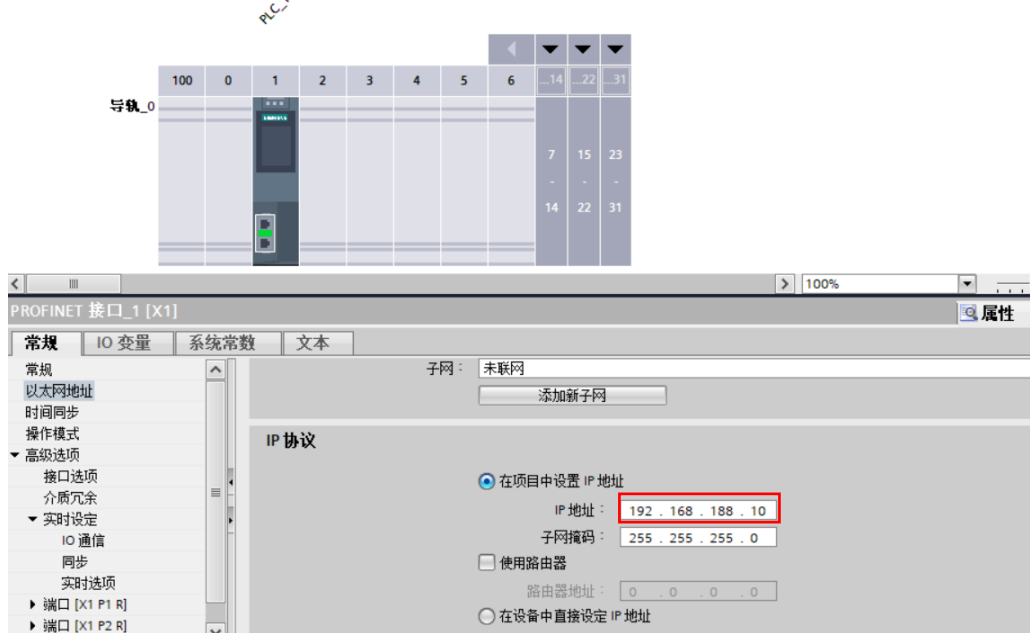 PLC_
100 0 1 2 3 4 5 6 ...14 ...22 ...31
导轨_0
SIEMENS
7 15 23
- - -
14 22 31
100%
PROFINET 接口_1 [X1]
属性
常规 IO 变量 系统常数 文本
常规
以太网地址
时间同步
操作模式
高级选项
接口选项
介质冗余
实时设定
IO 通信
同步
实时选项
端口 [X1 P1 R]
端口 [X1 P2 R]
子网: 未联网
添加新子网
IP 协议
在项目中设置 IP 地址
IP 地址: 192 . 168 . 188 . 10
子网掩码: 255 . 255 . 255 . 0
使用路由器
路由器地址: 0 . 0 . 0 . 0
在设备中直接设定 IP 地址